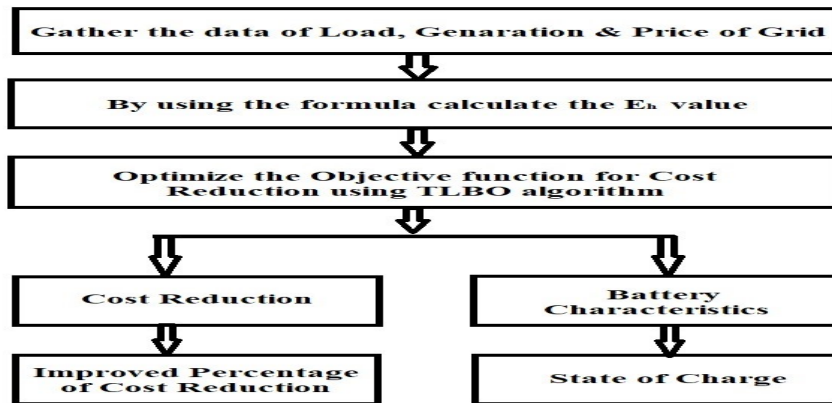 Gather the data of Load, Genaration & Price of Grid
By using the formula calculate the Eₕ value
Optimize the Objective function for Cost
Reduction using TLBO algorithm
Cost Reduction
Battery
Characteristics
Improved Percentage
of Cost Reduction
State of Charge